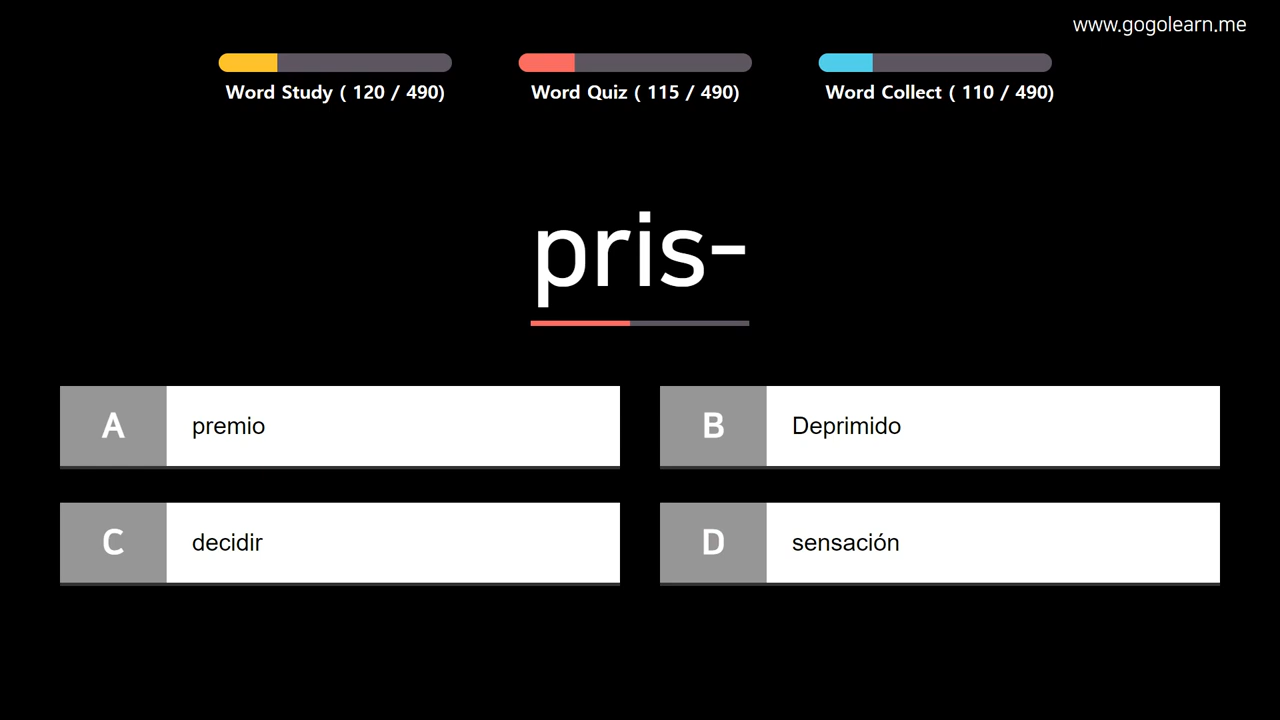 www.gogolearn.me
Word Study ( 120 / 490) Word Quiz ( 115 / 490) Word Collect ( 110 / 490)
pris-
A premio
B Deprimido
C decidir
D sensación